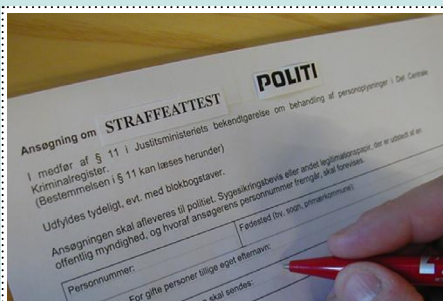 POLITI
Ansøgning om STRAFFEATTEST
I medfør af § 11 i Justitsministeriets bekendtgørelse om behandling af personoplysninger i Det Centrale
Kriminalregister.
(Bestemmelsen i § 11 kan læses herunder)
Udfyldes tydeligt, evt. med blokbogstaver.
Ansøgningen skal afleveres til politiet. Sygesikringsbevis eller andet legitimationspapir, der er udstedt af en
offentlig myndighed, og hvoraf ansøgerens personnummer fremgår, skal forevises.
Personnummer:
Fødested (by, sogn, primærkommune):
For gifte personer tillige eget efternavn:
skal sendes: